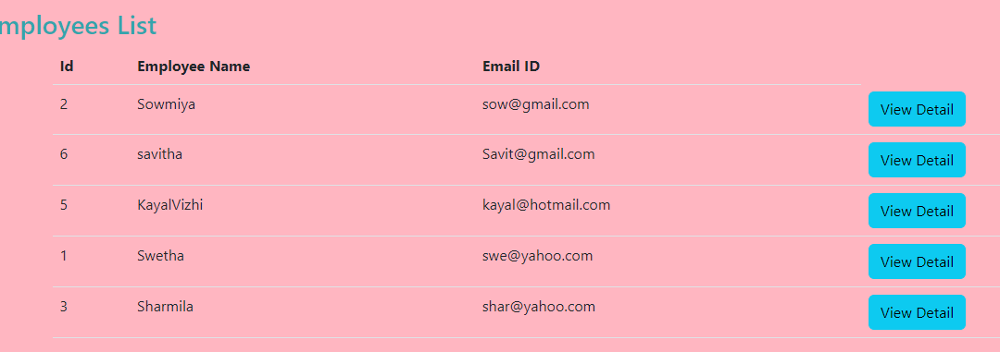 mployees List
Id Employee Name Email ID
2 Sowmiya sow@gmail.com View Detail
6 savitha Savit@gmail.com View Detail
5 KayalVizhi kayal@hotmail.com View Detail
1 Swetha swe@yahoo.com View Detail
3 Sharmila shar@yahoo.com View Detail